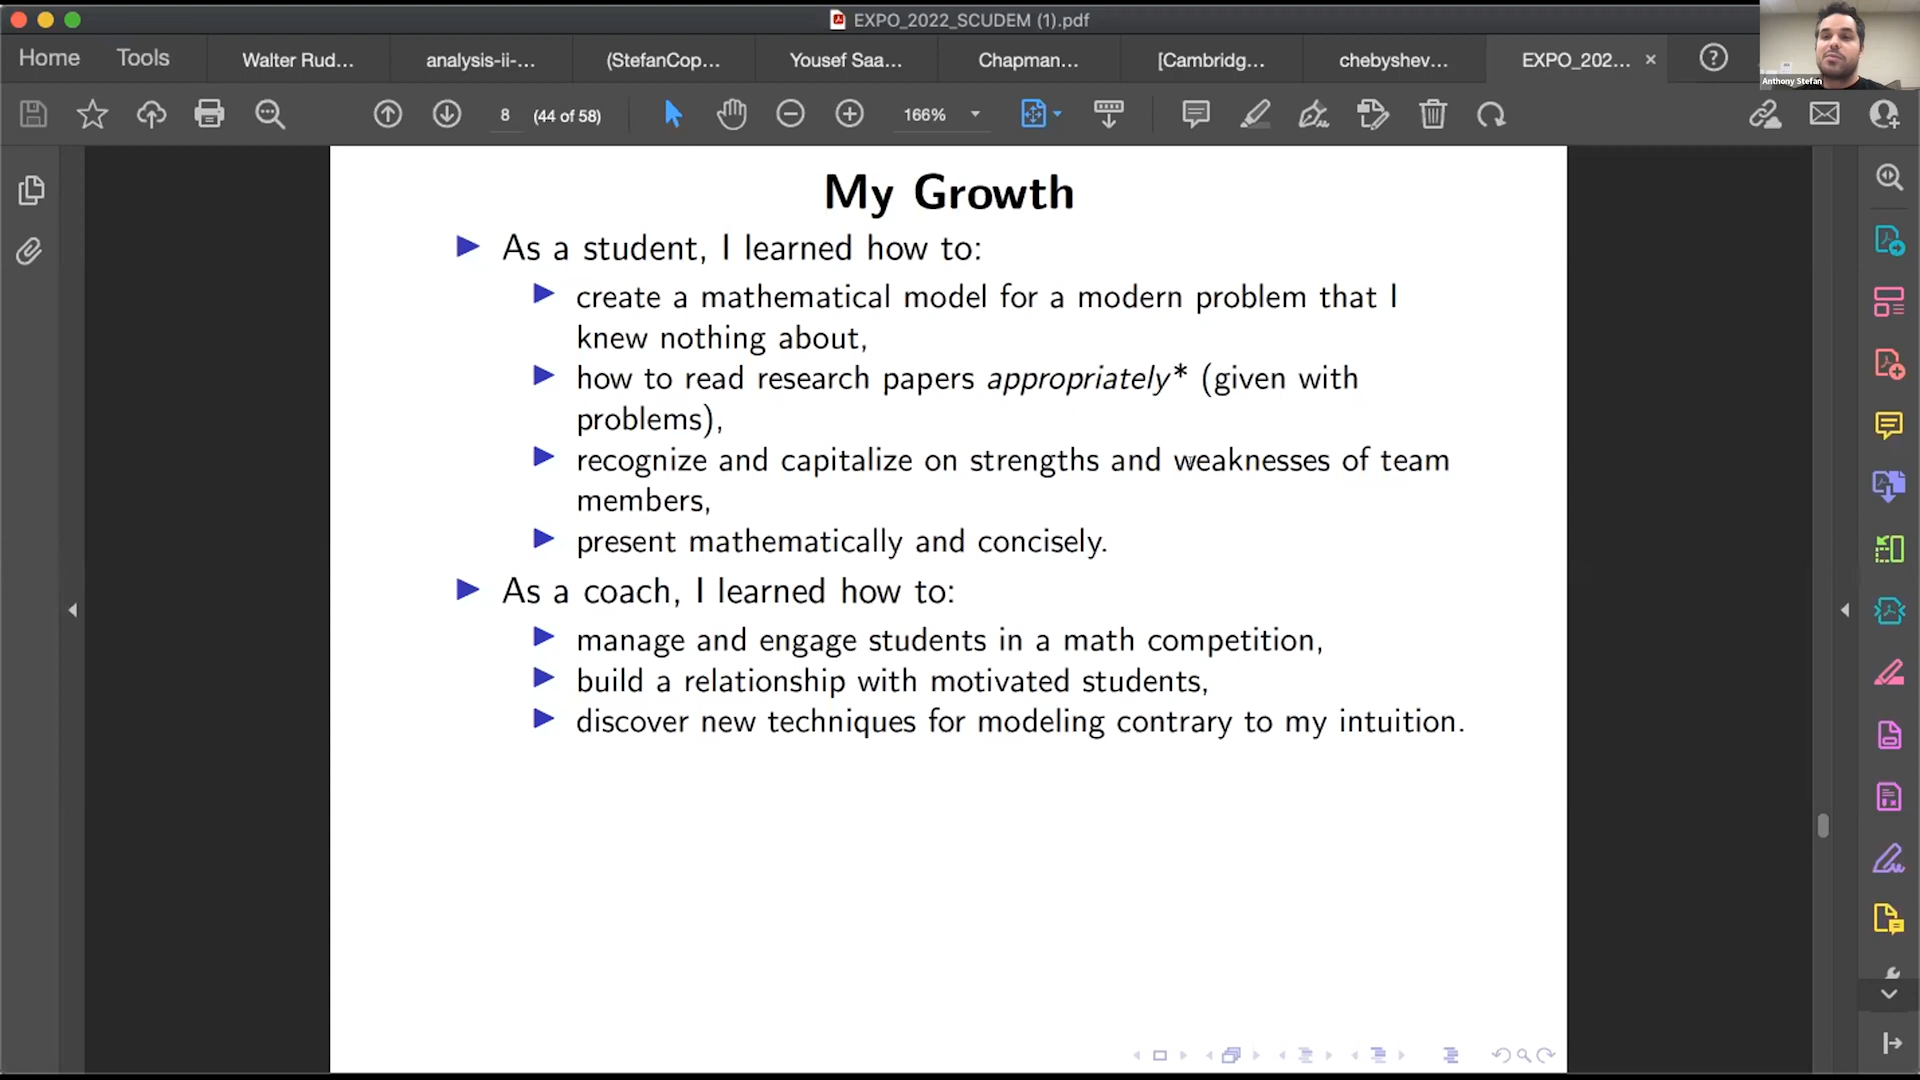 EXPO_2022_SCUDEM (1).pdf
Home
Tools
Walter Rud...
analysis-ii-...
(StefanCop...
Yousef Saa...
Chapman...
[Cambridg...
chebyshev...
EXPO_202...
Anthony Stefan
8
(44 of 58)
166%
My Growth
As a student, I learned how to:
create a mathematical model for a modern problem that I
knew nothing about,
how to read research papers appropriately* (given with
problems),
recognize and capitalize on strengths and weaknesses of team
members,
present mathematically and concisely.
As a coach, I learned how to:
manage and engage students in a math competition,
build a relationship with motivated students,
discover new techniques for modeling contrary to my intuition.